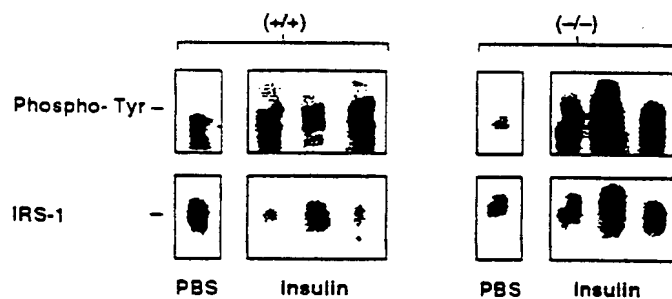 (+/+) (−/−)
Phospho- Tyr –
IRS-1 –
PBS Insulin PBS Insulin